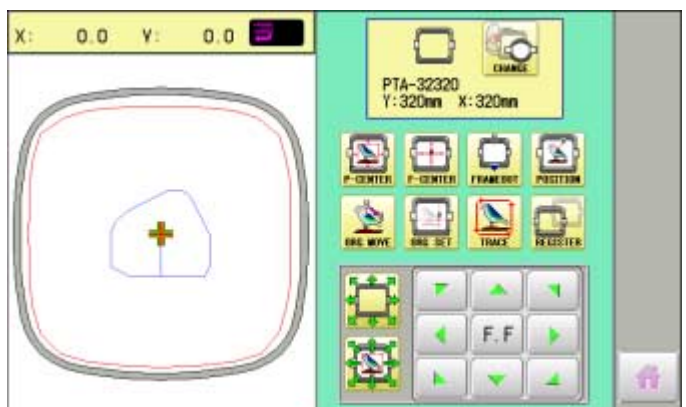 X: 0.0 Y: 0.0
CHANGE
PTA-32320
Y:320mm X:320mm
P-CENTER F-CENTER FRAMEOUT POSITION
ORG MOVE ORG SET TRACE REGISTER
F.F